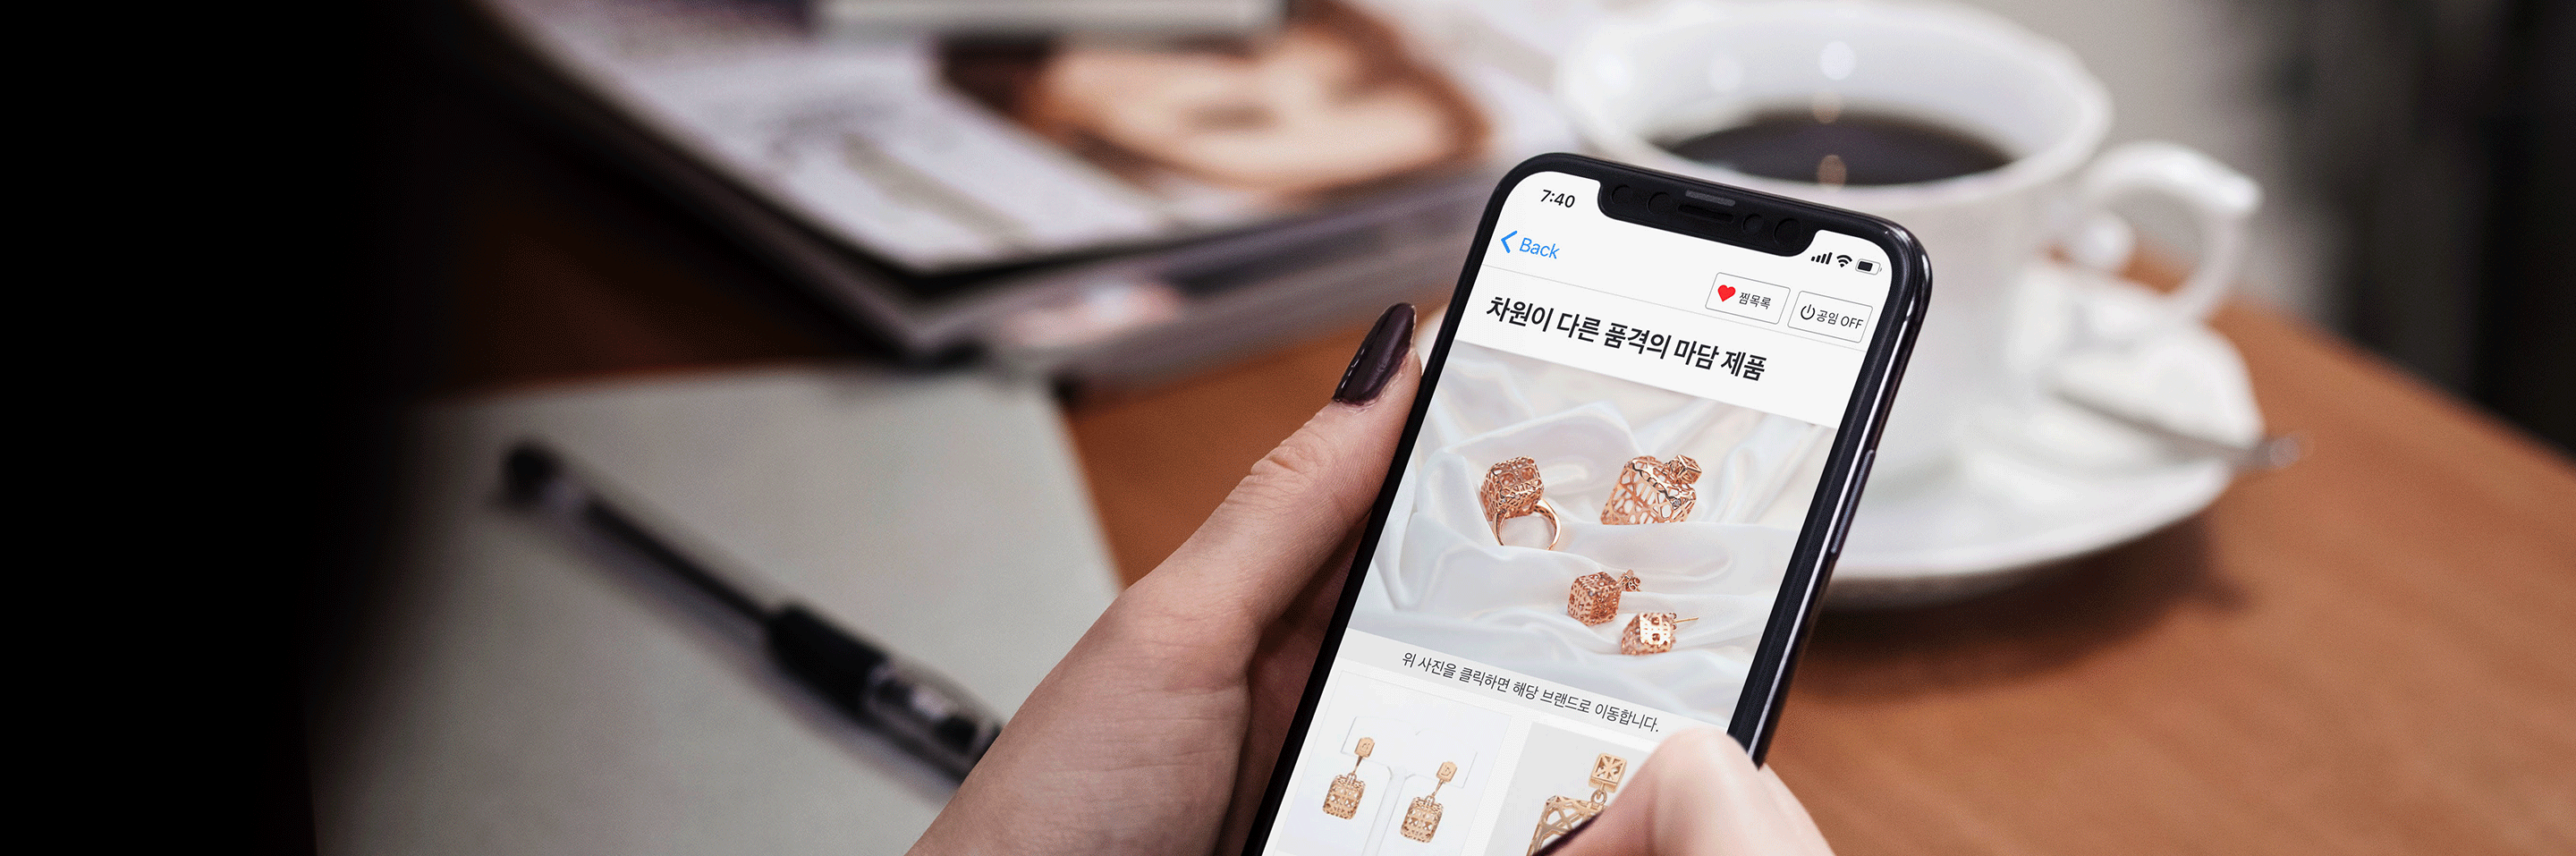 7:40
Back
찜목록
공임 OFF
차원이 다른 품격의 마담 제품
위 사진을 클릭하면 해당 브랜드로 이동합니다.